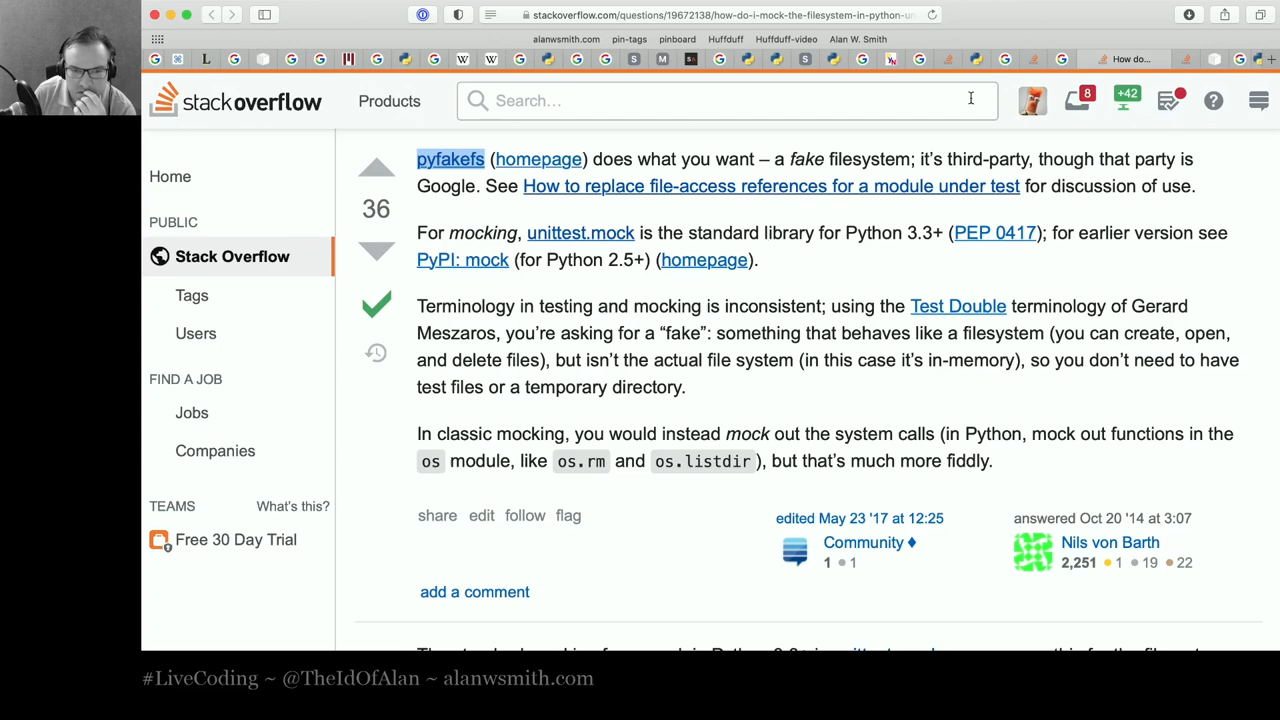 stackoverflow.com/questions/19672138/how-do-i-mock-the-filesystem-in-python-un
alanwsmith.com pin-tags pinboard Huffduff Huffduff-video Alan W. Smith
How do...
stackoverflow Products Search... 8 +42
pyfakefs (homepage) does what you want – a fake filesystem; it's third-party, though that party is
Google. See How to replace file-access references for a module under test for discussion of use.
36
For mocking, unittest.mock is the standard library for Python 3.3+ (PEP 0417); for earlier version see
PyPI: mock (for Python 2.5+) (homepage).
Terminology in testing and mocking is inconsistent; using the Test Double terminology of Gerard
Meszaros, you're asking for a “fake”: something that behaves like a filesystem (you can create, open,
and delete files), but isn't the actual file system (in this case it's in-memory), so you don't need to have
test files or a temporary directory.
In classic mocking, you would instead mock out the system calls (in Python, mock out functions in the
os module, like os.rm and os.listdir), but that's much more fiddly.
share edit follow flag
edited May 23 '17 at 12:25
Community ♦
1 1
answered Oct 20 '14 at 3:07
Nils von Barth
2,251 1 19 22
add a comment
Home
PUBLIC
Stack Overflow
Tags
Users
FIND A JOB
Jobs
Companies
TEAMS What's this?
Free 30 Day Trial
#LiveCoding ~ @TheIdOfAlan ~ alanwsmith.com